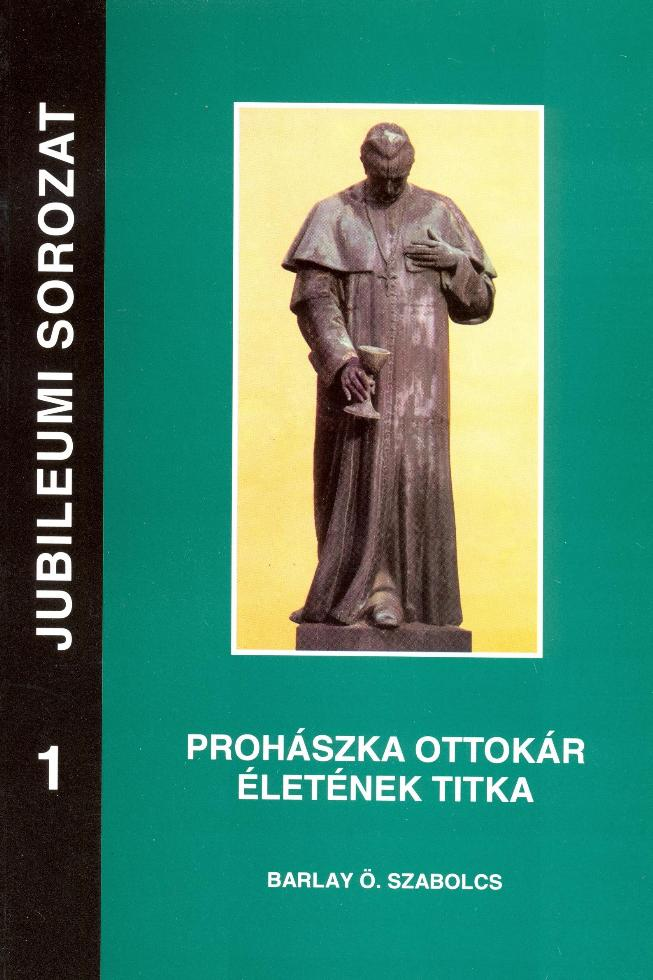 JUBILEUMI SOROZAT
1
PROHÁSZKA OTTOKÁR
ÉLETÉNEK TITKA
BARLAY Ö. SZABOLCS